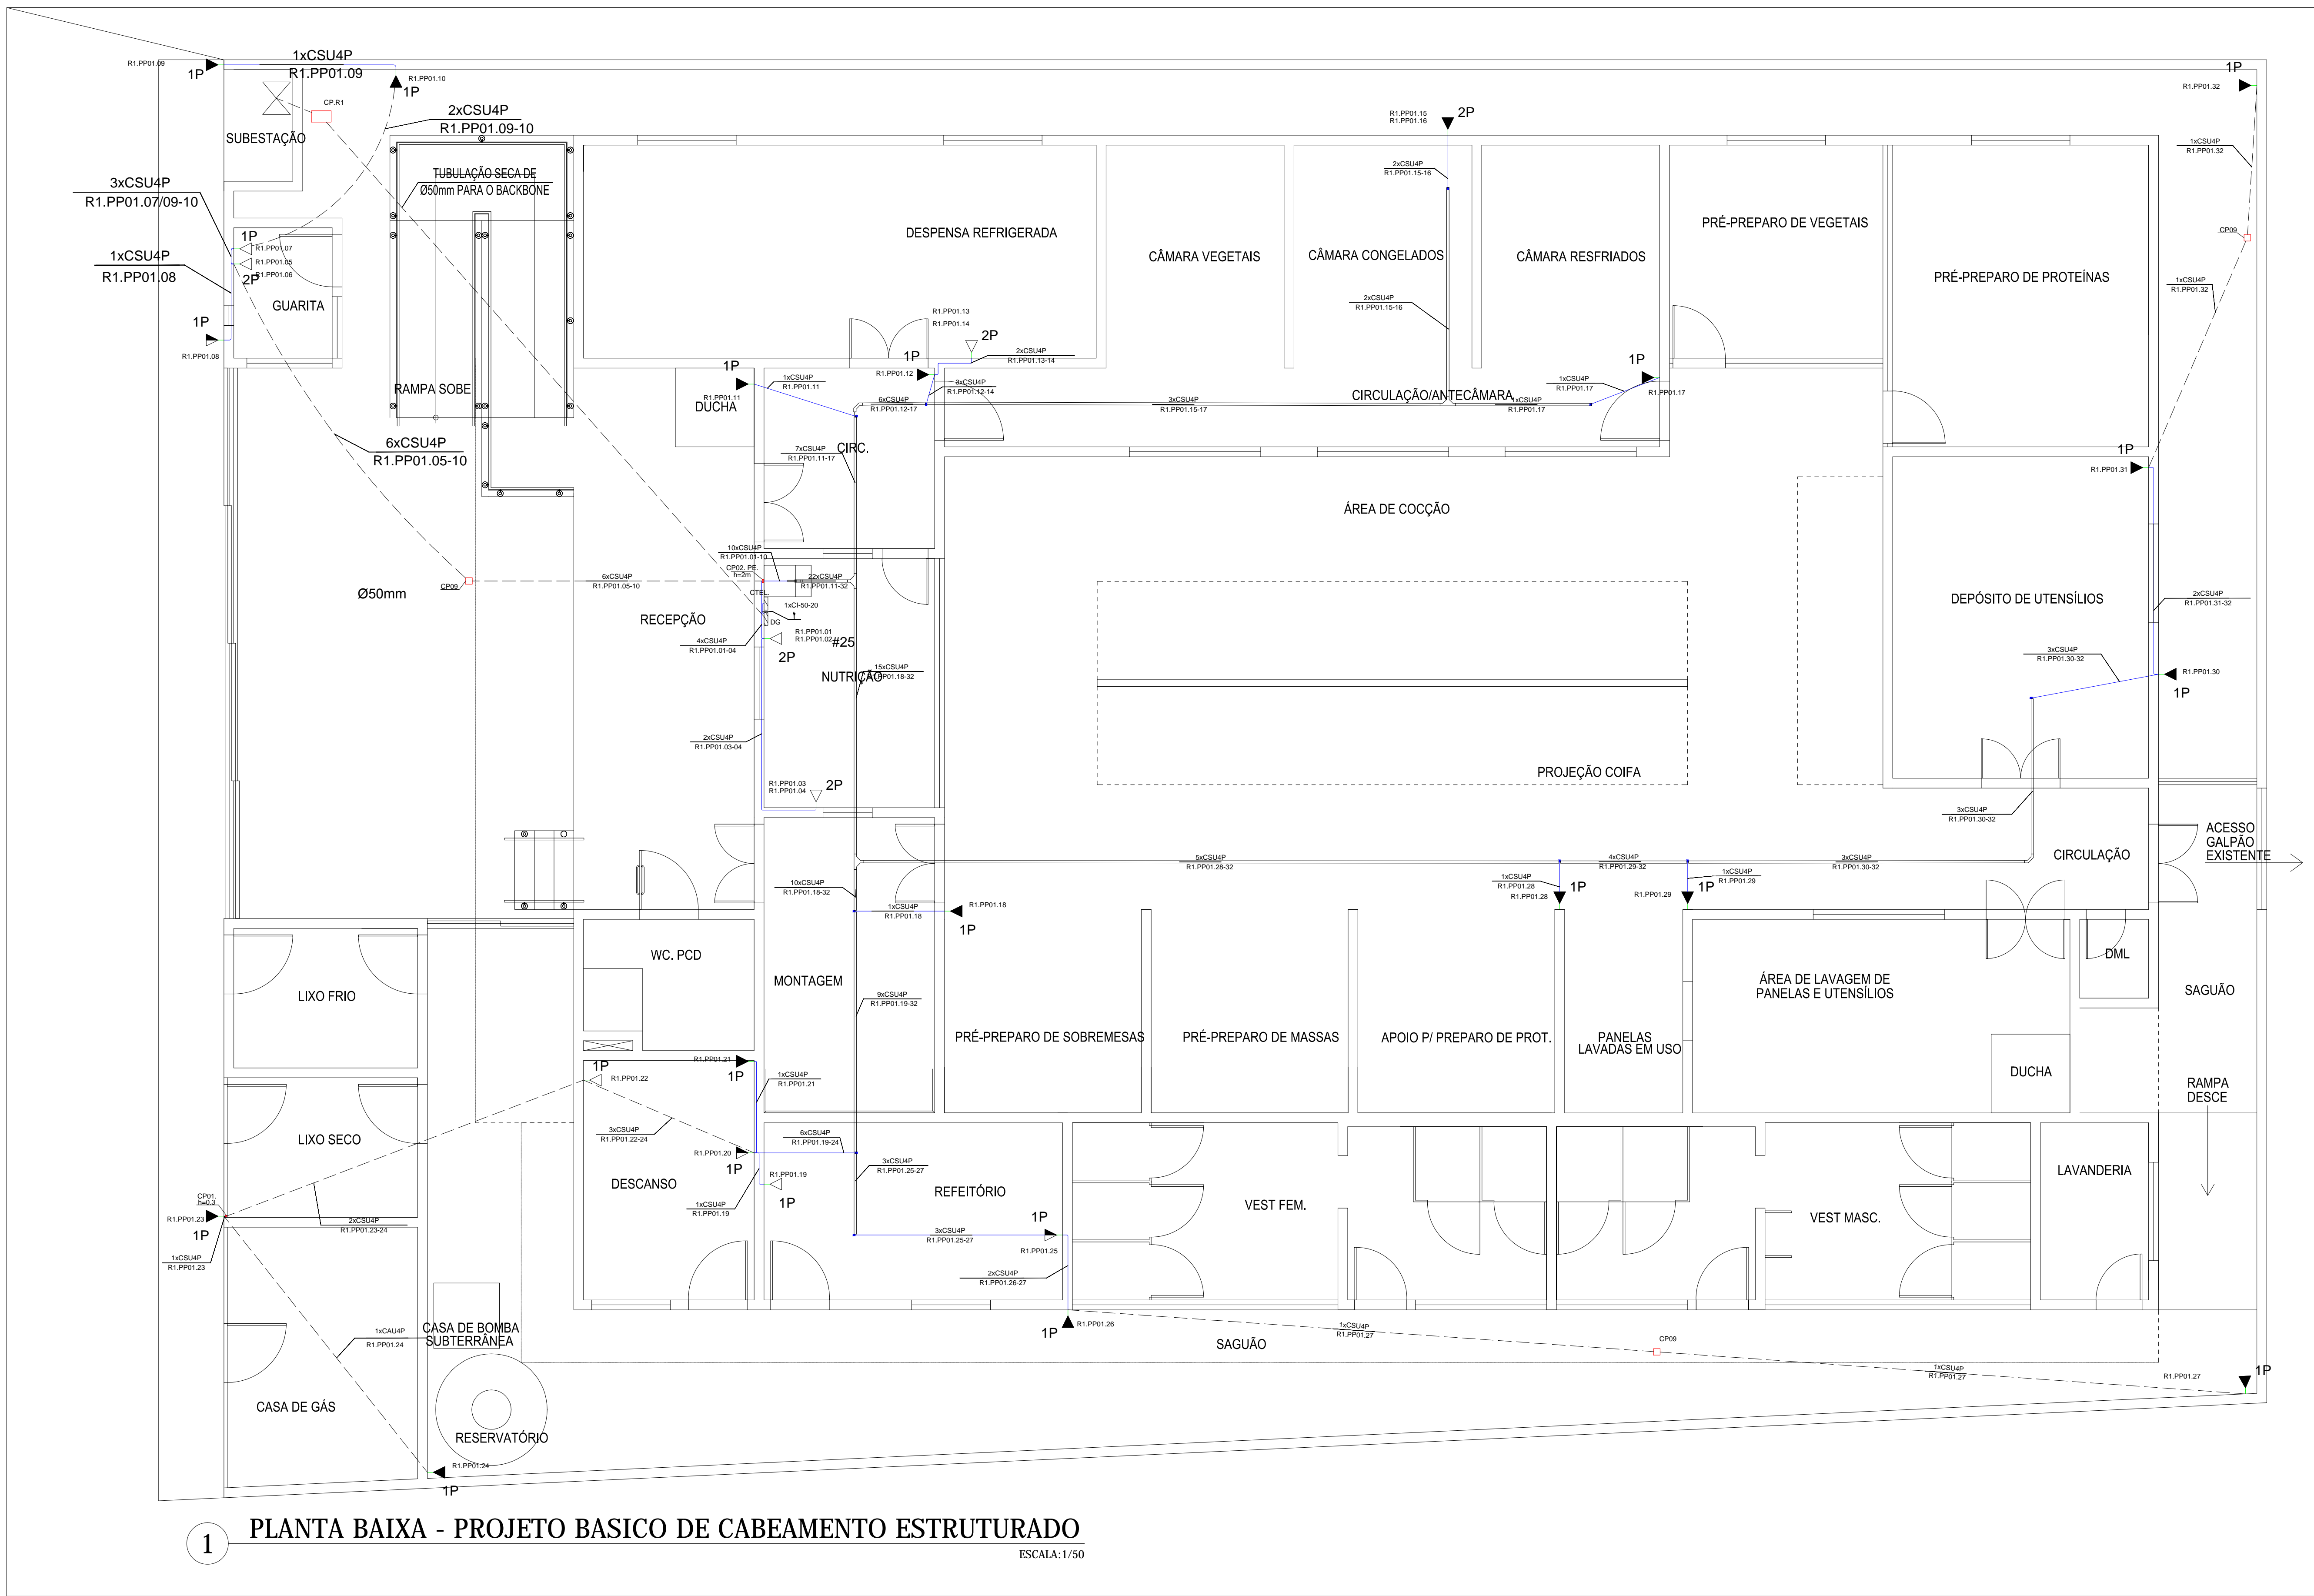 1xCSU4P
R1.PP01.09
R1.PP01.09
1P
R1.PP01.10
1P
CP.R1
2xCSU4P
R1.PP01.09-10
SUBESTAÇÃO
TUBULAÇÃO SECA DE
Ø50mm PARA O BACKBONE
3xCSU4P
R1.PP01.07/09-10
1P
R1.PP01.07
R1.PP01.05
R1.PP01.06
2P
1xCSU4P
R1.PP01.08
GUARITA
1P
R1.PP01.08
RAMPA SOBE
6xCSU4P
R1.PP01.05-10
CP09
Ø50mm
6xCSU4P
R1.PP01.05-10
RECEPÇÃO
DESPENSA REFRIGERADA
CÂMARA VEGETAIS
CÂMARA CONGELADOS
CÂMARA RESFRIADOS
PRÉ-PREPARO DE VEGETAIS
PRÉ-PREPARO DE PROTEÍNAS
R1.PP01.15
R1.PP01.16
2P
2xCSU4P
R1.PP01.15-16
2xCSU4P
R1.PP01.15-16
1P
R1.PP01.32
1xCSU4P
R1.PP01.32
CP09
1xCSU4P
R1.PP01.32
R1.PP01.13
R1.PP01.14
2P
2xCSU4P
R1.PP01.13-14
1P
R1.PP01.12
3xCSU4P
R1.PP01.12-14
1P
R1.PP01.11
DUCHA
1xCSU4P
R1.PP01.11
6xCSU4P
R1.PP01.12-17
3xCSU4P
R1.PP01.15-17
CIRCULAÇÃO/ANTECÂMARA
1xCSU4P
R1.PP01.17
1xCSU4P
R1.PP01.17
1P
R1.PP01.17
7xCSU4P
R1.PP01.11-17
CIRC.
ÁREA DE COCÇÃO
1P
R1.PP01.31
10xCSU4P
R1.PP01.01-10
CP02. PE.
h=2m
22xCSU4P
R1.PP01.11-32
CTEL.
1xCI-50-20
DG
R1.PP01.01
R1.PP01.02
2P
#25
4xCSU4P
R1.PP01.01-04
15xCSU4P
R1.PP01.18-32
NUTRIÇÃO
2xCSU4P
R1.PP01.03-04
R1.PP01.03
R1.PP01.04
2P
DEPÓSITO DE UTENSÍLIOS
2xCSU4P
R1.PP01.31-32
3xCSU4P
R1.PP01.30-32
R1.PP01.30
1P
PROJEÇÃO COIFA
3xCSU4P
R1.PP01.30-32
ACESSO
GALPÃO
EXISTENTE
CIRCULAÇÃO
5xCSU4P
R1.PP01.28-32
4xCSU4P
R1.PP01.29-32
3xCSU4P
R1.PP01.30-32
1xCSU4P
R1.PP01.28
R1.PP01.28
1P
R1.PP01.29
1P
1xCSU4P
R1.PP01.29
10xCSU4P
R1.PP01.18-32
1xCSU4P
R1.PP01.18
R1.PP01.18
1P
WC. PCD
MONTAGEM
9xCSU4P
R1.PP01.19-32
LIXO FRIO
PRÉ-PREPARO DE SOBREMESAS
PRÉ-PREPARO DE MASSAS
APOIO P/ PREPARO DE PROT.
PANELAS
LAVADAS EM USO
ÁREA DE LAVAGEM DE
PANELAS E UTENSÍLIOS
DML
SAGUÃO
DUCHA
RAMPA
DESCE
R1.PP01.21
1P
1xCSU4P
R1.PP01.21
1P
R1.PP01.22
LIXO SECO
3xCSU4P
R1.PP01.22-24
6xCSU4P
R1.PP01.19-24
R1.PP01.20
1P
R1.PP01.19
1P
1xCSU4P
R1.PP01.19
3xCSU4P
R1.PP01.25-27
DESCANSO
REFEITÓRIO
VEST FEM.
VEST MASC.
LAVANDERIA
CP01.
h=0.3
R1.PP01.23
1P
1xCSU4P
R1.PP01.23
2xCSU4P
R1.PP01.23-24
3xCSU4P
R1.PP01.25-27
1P
R1.PP01.25
2xCSU4P
R1.PP01.26-27
R1.PP01.26
1P
1xCSU4P
R1.PP01.27
CP09
SAGUÃO
1xCSU4P
R1.PP01.27
R1.PP01.27
1P
1xCAU4P
R1.PP01.24
CASA DE BOMBA
SUBTERRÂNEA
CASA DE GÁS
RESERVATÓRIO
R1.PP01.24
1P
1
PLANTA BAIXA - PROJETO BASICO DE CABEAMENTO ESTRUTURADO
ESCALA:1/50